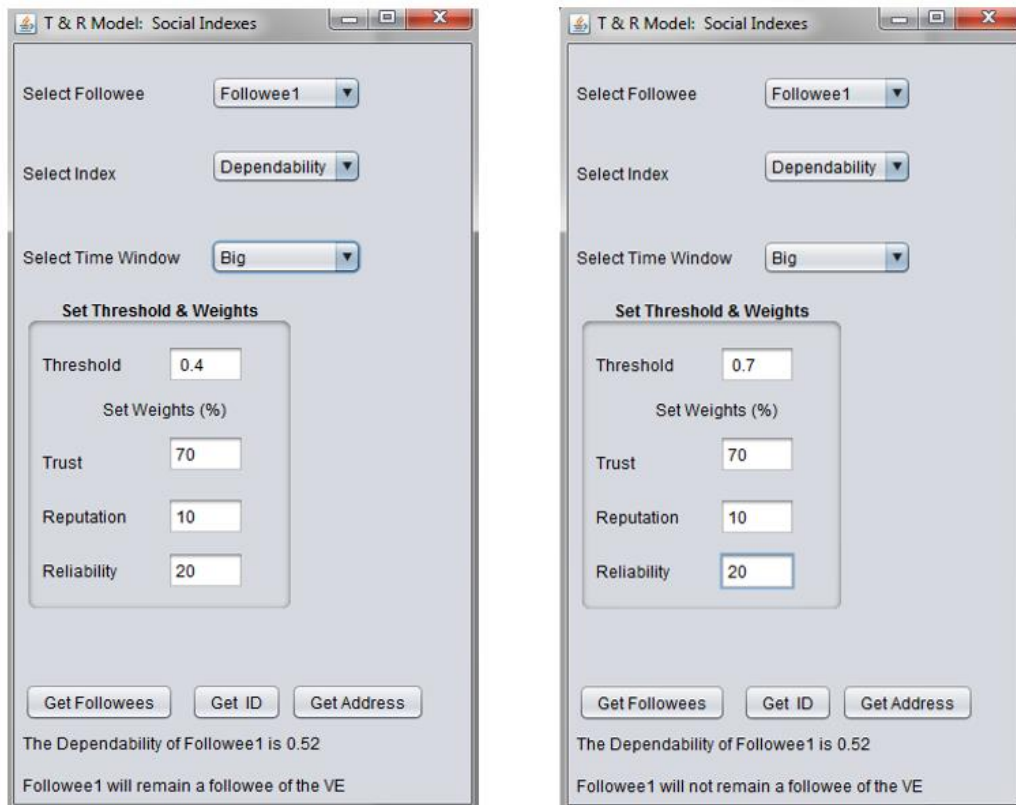 T & R Model: Social Indexes
Select Followee
Followee1
Select Index
Dependability
Select Time Window
Big
Set Threshold & Weights
Threshold
0.4
Set Weights (%)
Trust
70
Reputation
10
Reliability
20
Get Followees
Get ID
Get Address
The Dependability of Followee1 is 0.52
Followee1 will remain a followee of the VE
T & R Model: Social Indexes
Select Followee
Followee1
Select Index
Dependability
Select Time Window
Big
Set Threshold & Weights
Threshold
0.7
Set Weights (%)
Trust
70
Reputation
10
Reliability
20
Get Followees
Get ID
Get Address
The Dependability of Followee1 is 0.52
Followee1 will not remain a followee of the VE